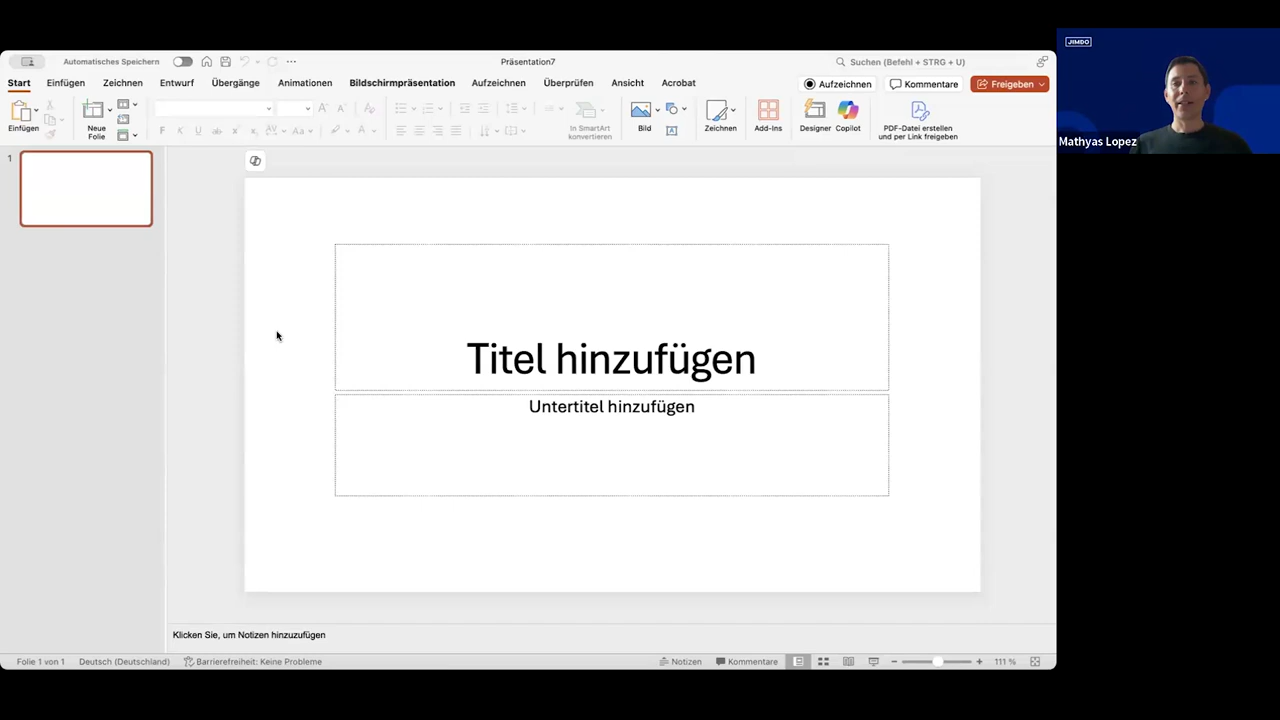 Automatisches Speichern
Präsentation7
Suchen (Befehl + STRG + U)
Start Einfügen Zeichnen Entwurf Übergänge Animationen Bildschirmpräsentation Aufzeichnen Überprüfen Ansicht Acrobat
Aufzeichnen Kommentare Freigeben
Einfügen
Neue
Folie
In SmartArt
konvertieren
Bild
Zeichnen
Add-Ins
Designer
Copilot
PDF-Datei erstellen
und per Link freigeben
JIMDO
Mathyas Lopez
1
Titel hinzufügen
Untertitel hinzufügen
Klicken Sie, um Notizen hinzuzufügen
Folie 1 von 1 Deutsch (Deutschland) Barrierefreiheit: Keine Probleme Notizen Kommentare 111 %